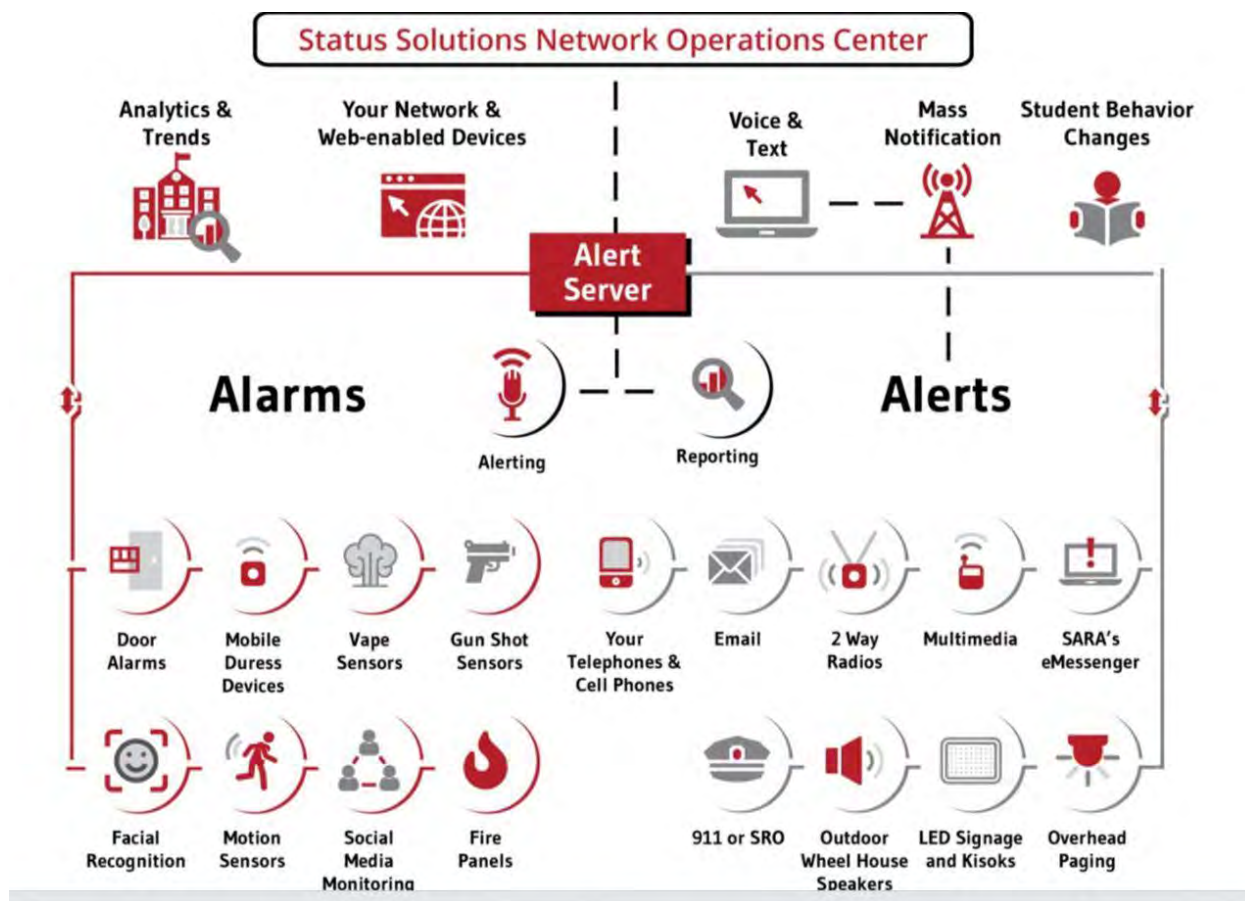 Status Solutions Network Operations Center
Analytics &
Trends
Your Network &
Web-enabled Devices
Voice &
Text
Mass
Notification
Student Behavior
Changes
Alert
Server
Alarms
Alerts
Alerting
Reporting
Door
Alarms
Mobile
Duress
Devices
Vape
Sensors
Gun Shot
Sensors
Your
Telephones &
Cell Phones
Email
2 Way
Radios
Multimedia
SARA's
eMessenger
Facial
Recognition
Motion
Sensors
Social
Media
Monitoring
Fire
Panels
911 or SRO
Outdoor
Wheel House
Speakers
LED Signage
and Kisoks
Overhead
Paging